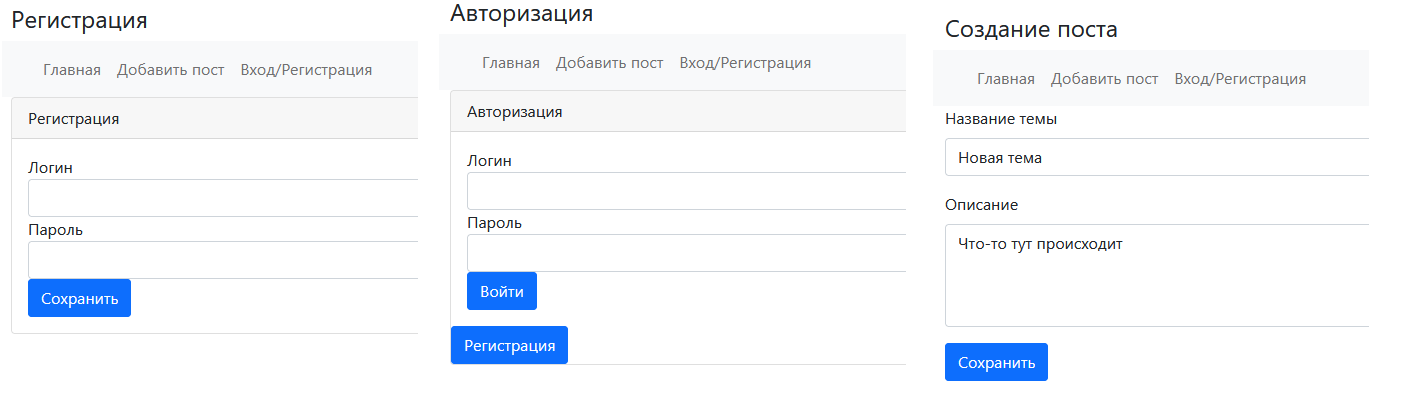 Регистрация
Главная Добавить пост Вход/Регистрация
Регистрация
Логин
Пароль
Сохранить
Авторизация
Главная Добавить пост Вход/Регистрация
Авторизация
Логин
Пароль
Войти
Регистрация
Создание поста
Главная Добавить пост Вход/Регистрация
Название темы
Новая тема
Описание
Что-то тут происходит
Сохранить